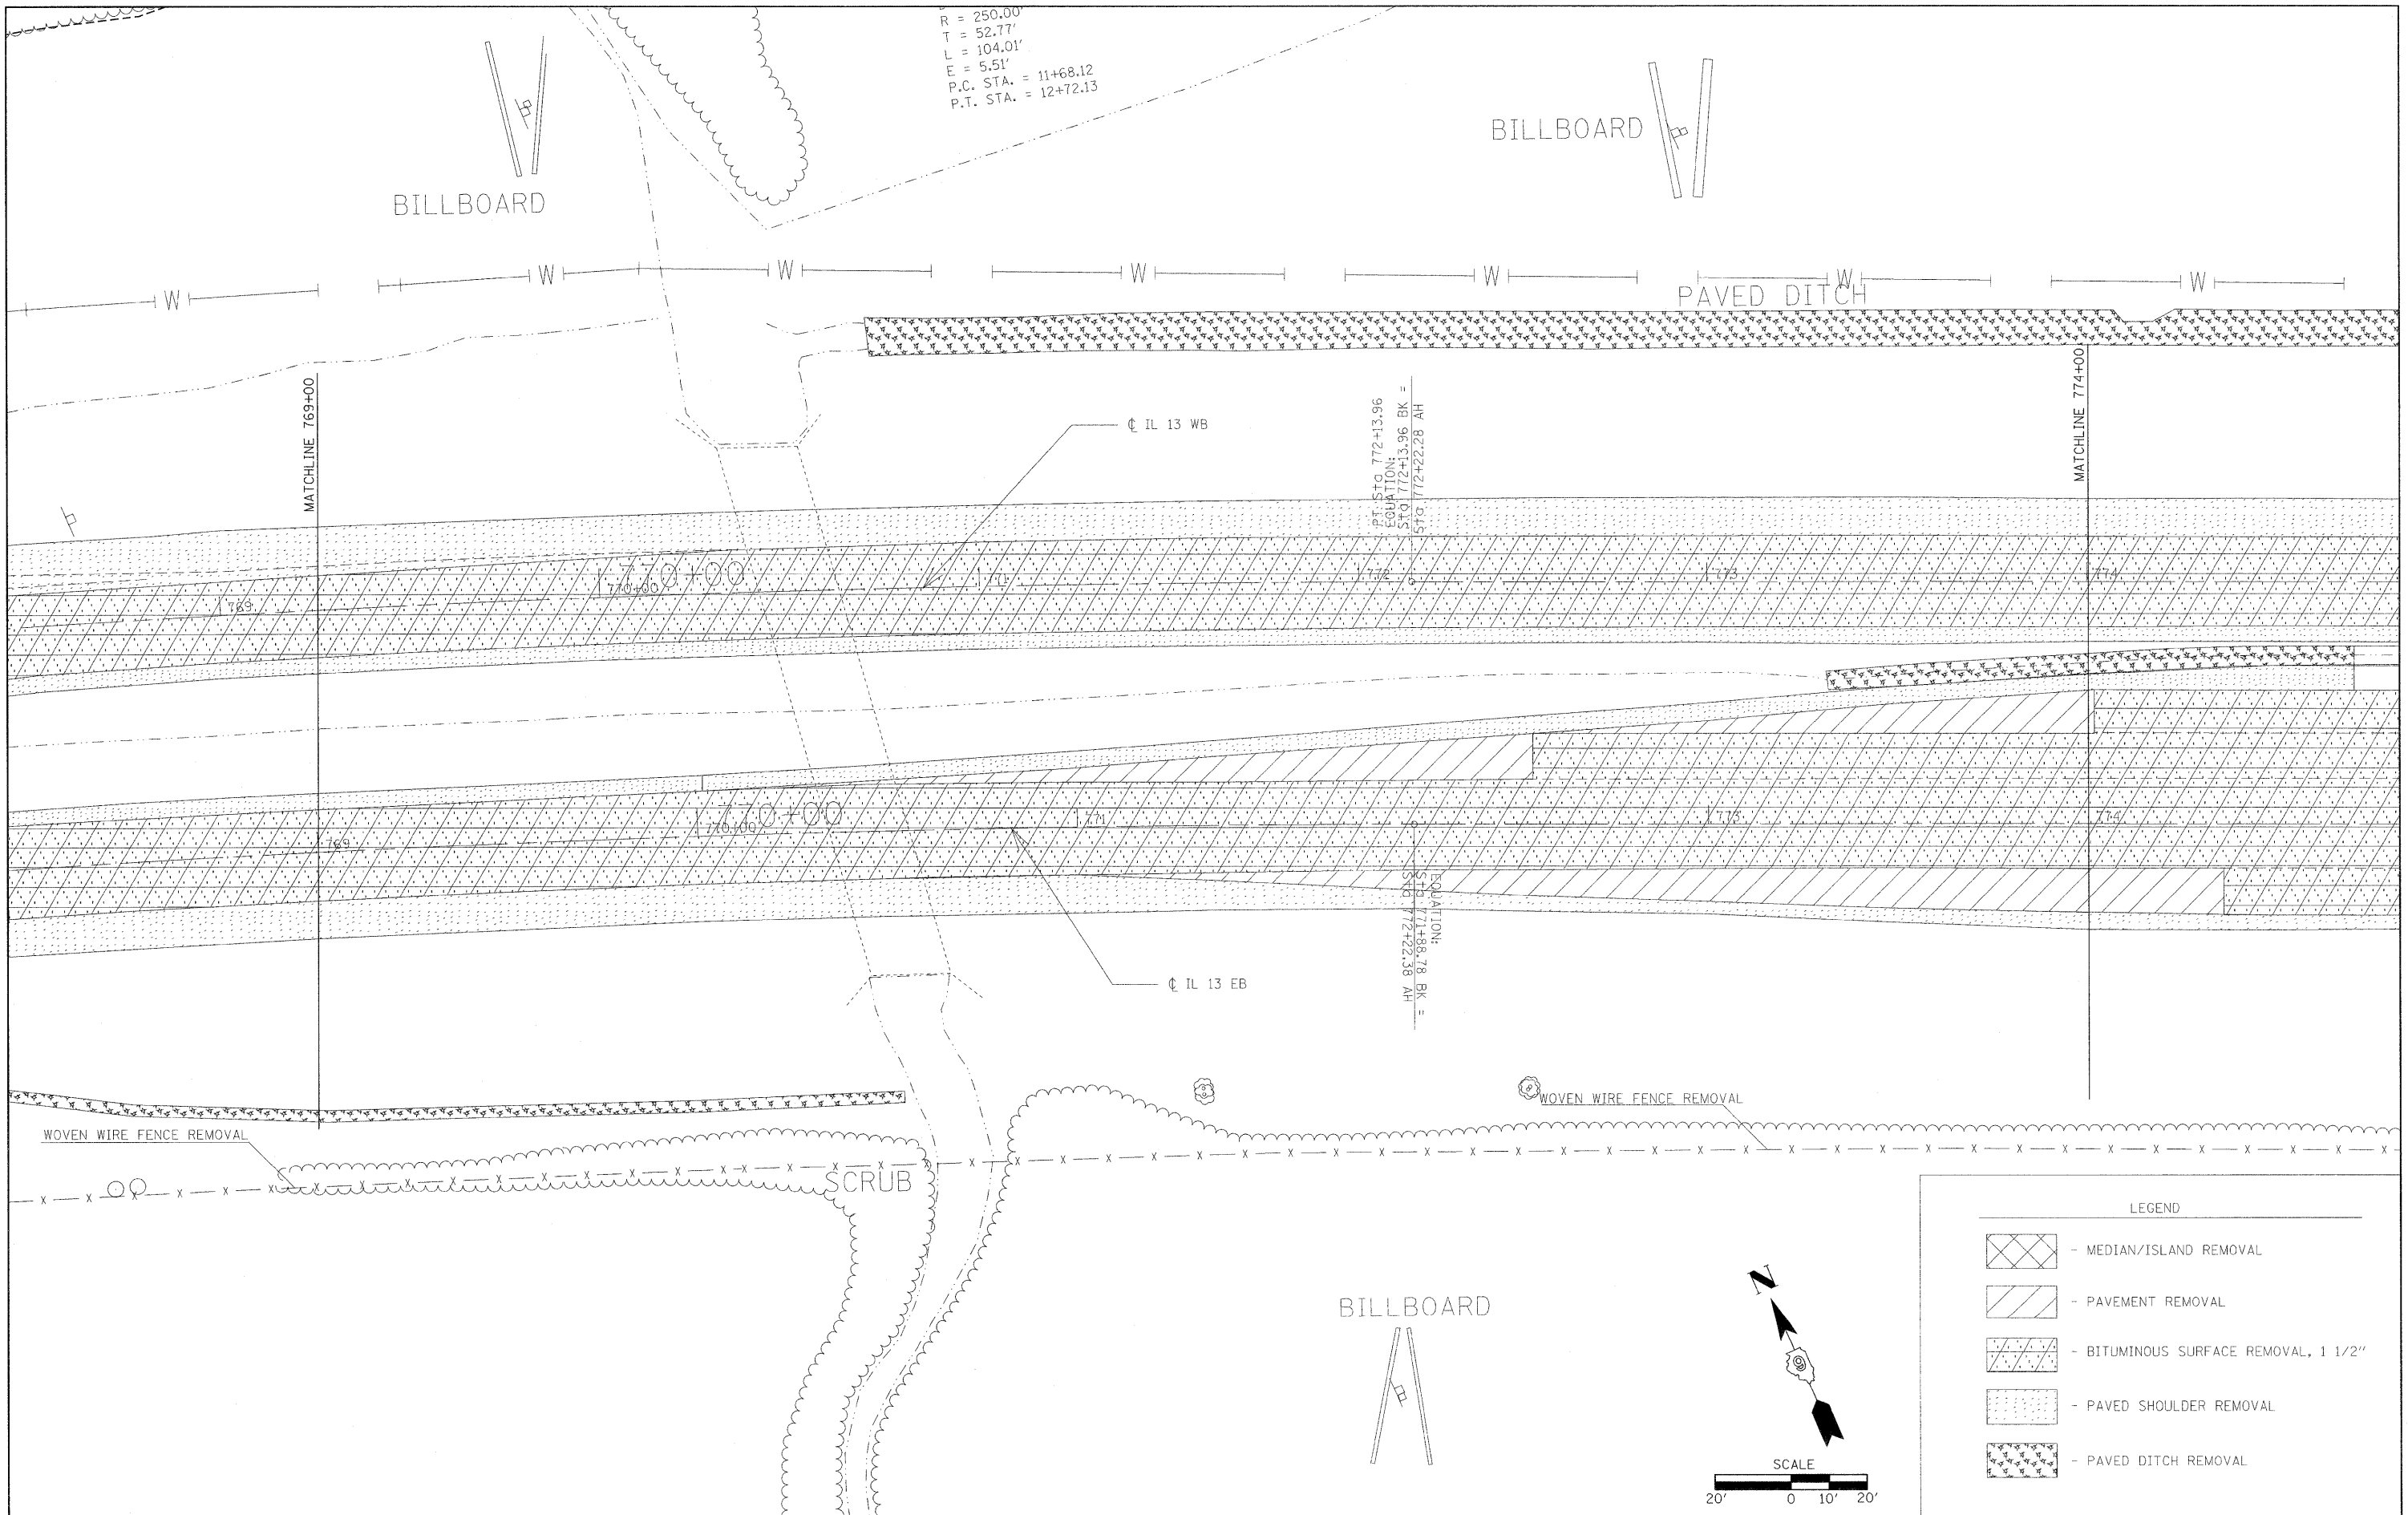 R = 250.00'
T = 52.77'
L = 104.01'
E = 5.51'
P.C. STA. = 11+68.12
P.T. STA. = 12+72.13
BILLBOARD
BILLBOARD
W W W W W W W
PAVED DITCH
MATCHLINE 769+00
℄ IL 13 WB
PT Sta 772+13.96
EQUATION:
Sta 772+13.96 BK =
Sta 772+22.28 AH
MATCHLINE 774+00
769
770+00
771
772
773
774
770+00
769
770+00
771
773
774
EQUATION:
Sta 771+88.78 BK =
Sta 772+22.38 AH
℄ IL 13 EB
WOVEN WIRE FENCE REMOVAL
WOVEN WIRE FENCE REMOVAL
SCRUB
BILLBOARD
N
SCALE
20' 0 10' 20'
LEGEND
- MEDIAN/ISLAND REMOVAL
- PAVEMENT REMOVAL
- BITUMINOUS SURFACE REMOVAL, 1 1/2"
- PAVED SHOULDER REMOVAL
- PAVED DITCH REMOVAL